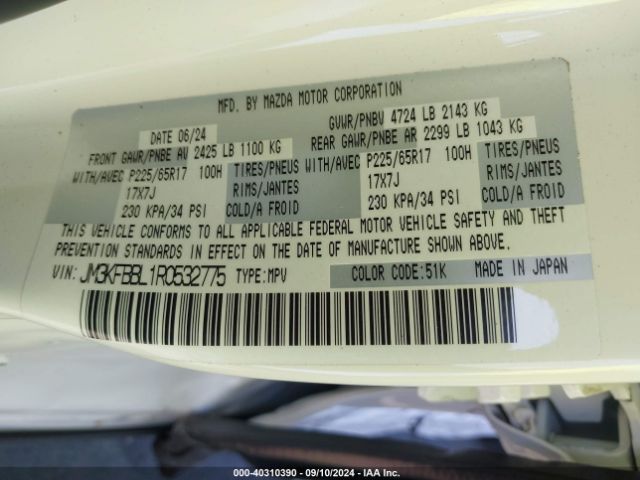 MFD. BY MAZDA MOTOR CORPORATION
DATE 06/24 GVWR/PNBV 4724 LB 2143 KG
FRONT GAWR/PNBE AV 2425 LB 1100 KG REAR GAWR/PNBE AR 2299 LB 1043 KG
WITH/AVEC P225/65R17 100H TIRES/PNEUS WITH/AVEC P225/65R17 100H TIRES/PNEUS
17X7J RIMS/JANTES 17X7J RIMS/JANTES
230 KPA/34 PSI COLD/A FROID 230 KPA/34 PSI COLD/A FROID
THIS VEHICLE CONFORMS TO ALL APPLICABLE FEDERAL MOTOR VEHICLE SAFETY AND THEFT
PREVENTION STANDARDS IN EFFECT ON THE DATE OF MANUFACTURE SHOWN ABOVE.
VIN: JM3KFBBL1R0532775 TYPE:MPV COLOR CODE:51K MADE IN JAPAN
000-40310390 - 09/10/2024 - IAA Inc.